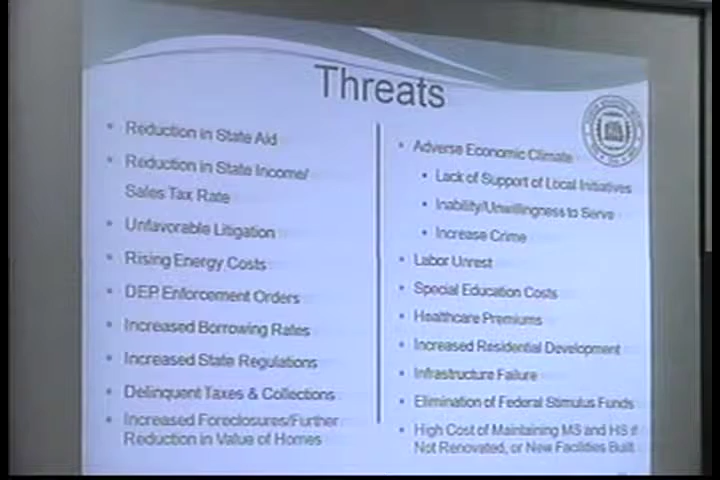 Threats
• Reduction in State Aid
• Reduction in State Income/
Sales Tax Rate
• Unfavorable Litigation
• Rising Energy Costs
• DEP Enforcement Orders
• Increased Borrowing Rates
• Increased State Regulations
• Delinquent Taxes & Collections
• Increased Foreclosures/Further
Reduction in Value of Homes
• Adverse Economic Climate
• Lack of Support of Local Initiatives
• Inability/Unwillingness to Serve
• Increase Crime
• Labor Unrest
• Special Education Costs
• Healthcare Premiums
• Increased Residential Development
• Infrastructure Failure
• Elimination of Federal Stimulus Funds
• High Cost of Maintaining MS and HS if
Not Renovated, or New Facilities Built